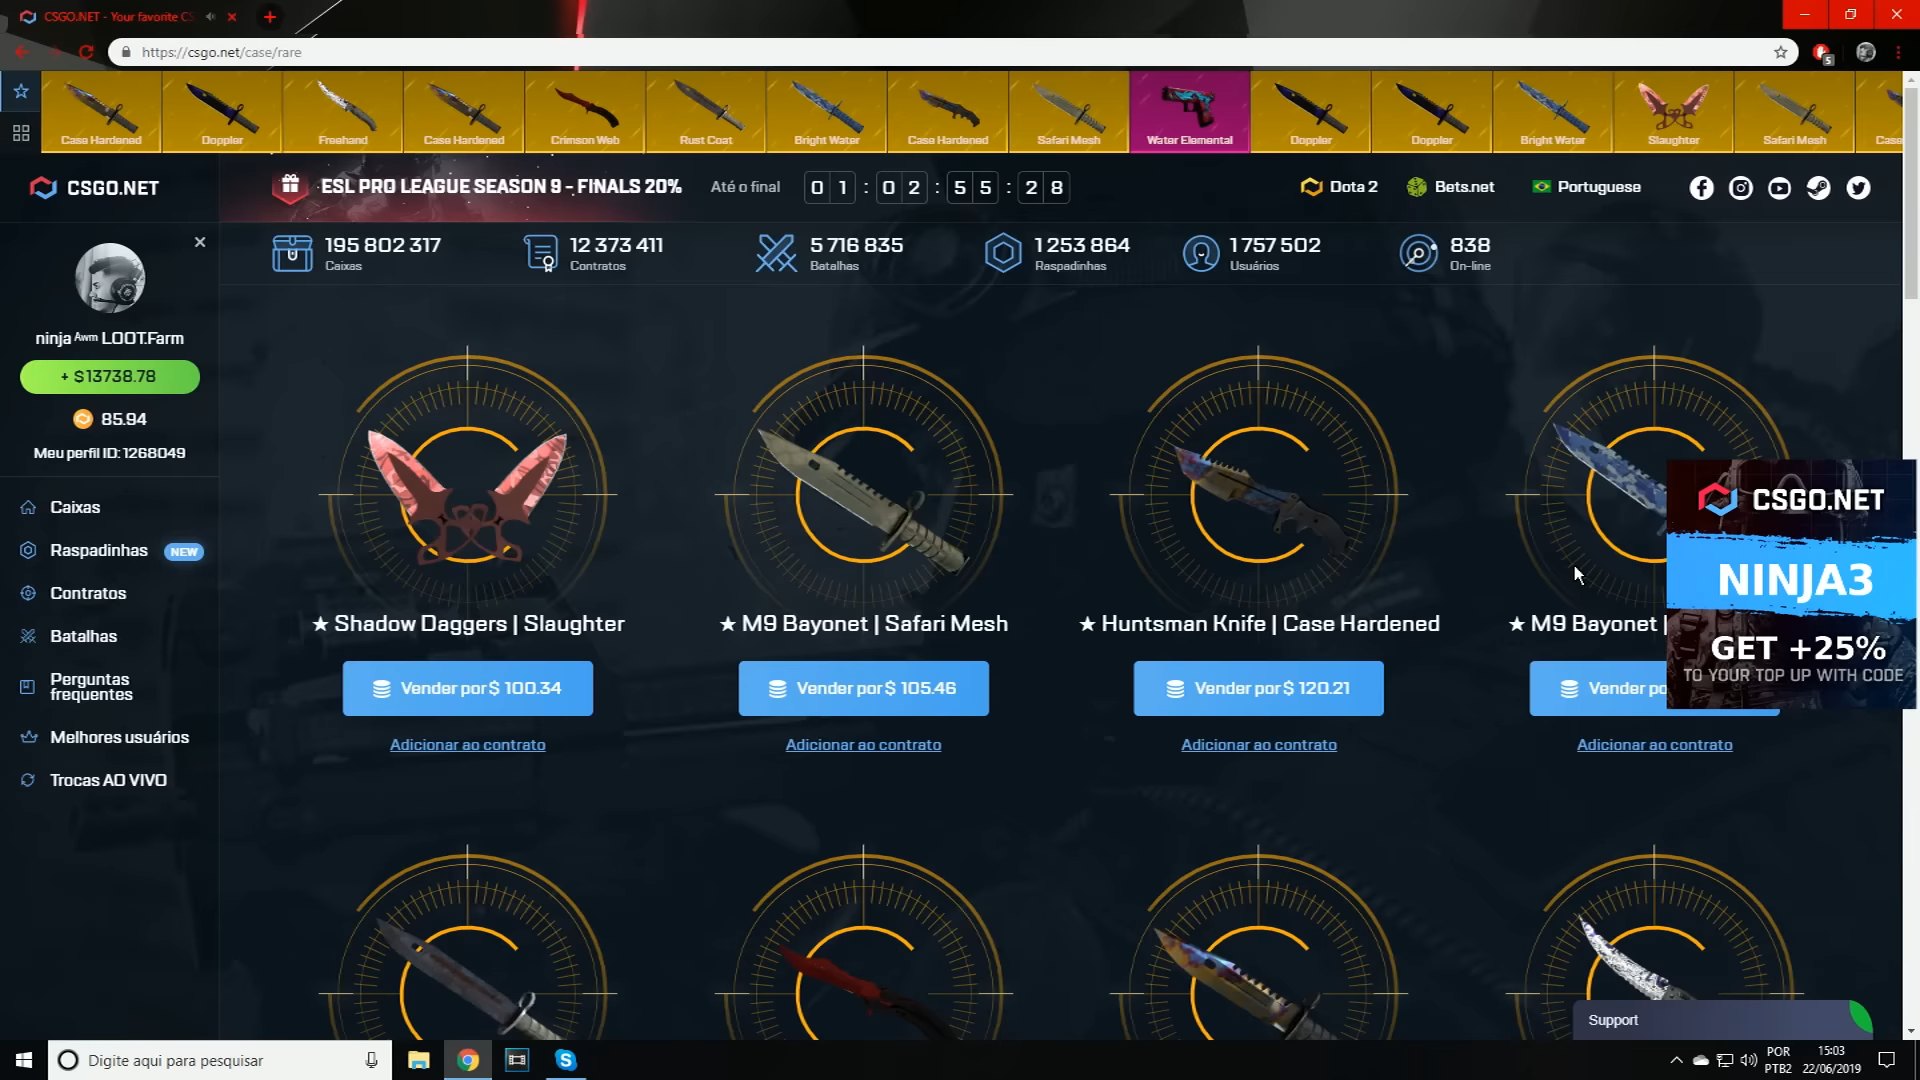 CSGO.NET - Your favorite CS
https://csgo.net/case/rare
5
Case Hardened
Doppler
Freehand
Case Hardened
Crimson Web
Rust Coat
Bright Water
Case Hardened
Safari Mesh
Water Elemental
Doppler
Doppler
Bright Water
Slaughter
Safari Mesh
Case
CSGO.NET
ESL PRO LEAGUE SEASON 9 - FINALS 20%
Até o final
01:02:55:28
Dota 2
Bets.net
Portuguese
195 802 317
Caixas
12 373 411
Contratos
5 716 835
Batalhas
1 253 864
Raspadinhas
1 757 502
Usuários
838
On-line
ninja Awm LOOT.Farm
+ $13738.78
85.94
Meu perfil ID: 1268049
Caixas
Raspadinhas NEW
Contratos
Batalhas
Perguntas
frequentes
Melhores usuários
Trocas AO VIVO
★ Shadow Daggers | Slaughter
Vender por $ 100.34
Adicionar ao contrato
★ M9 Bayonet | Safari Mesh
Vender por $ 105.46
Adicionar ao contrato
★ Huntsman Knife | Case Hardened
Vender por $ 120.21
Adicionar ao contrato
★ M9 Bayonet |
Vender po
Adicionar ao contrato
CSGO.NET
NINJA3
GET +25%
TO YOUR TOP UP WITH CODE
Support
Digite aqui para pesquisar
POR
PTB2
15:03
22/06/2019